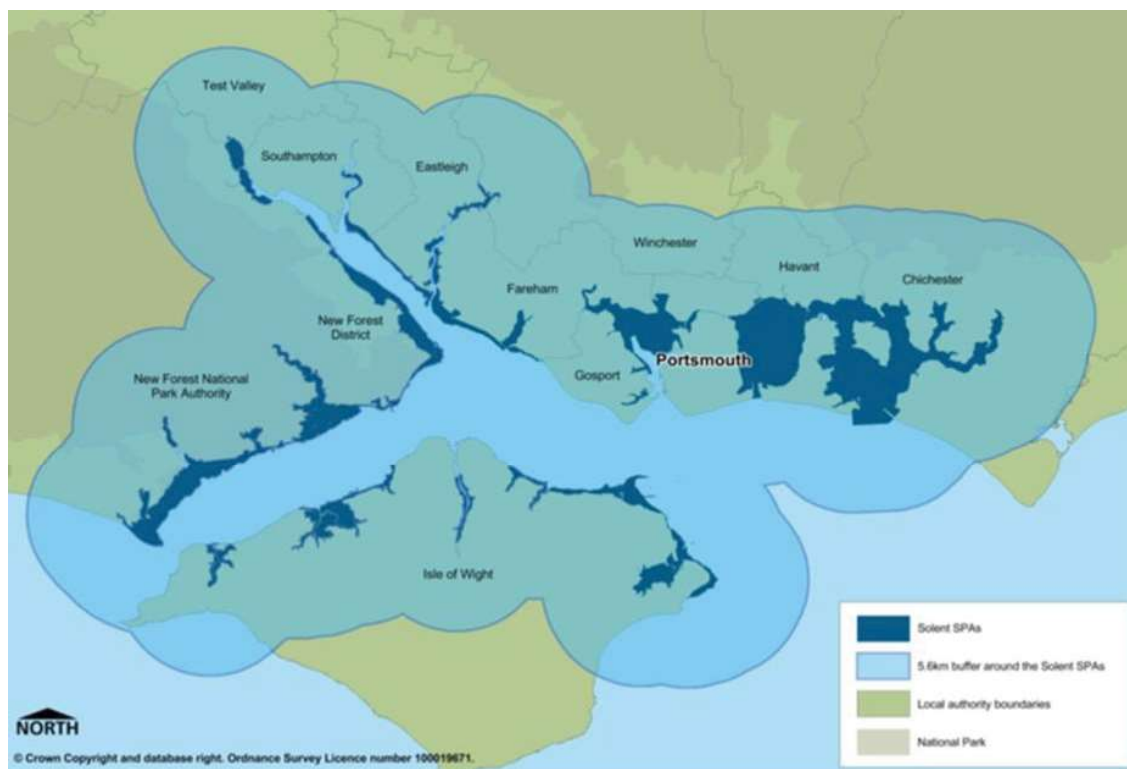 Test Valley
Southampton
Eastleigh
Winchester
Havant
Chichester
Fareham
New Forest
District
Portsmouth
Gosport
New Forest National
Park Authority
Isle of Wight
Solent SPAs
5.6km buffer around the Solent SPAs
Local authority boundaries
National Park
NORTH
© Crown Copyright and database right. Ordnance Survey Licence number 100019671.